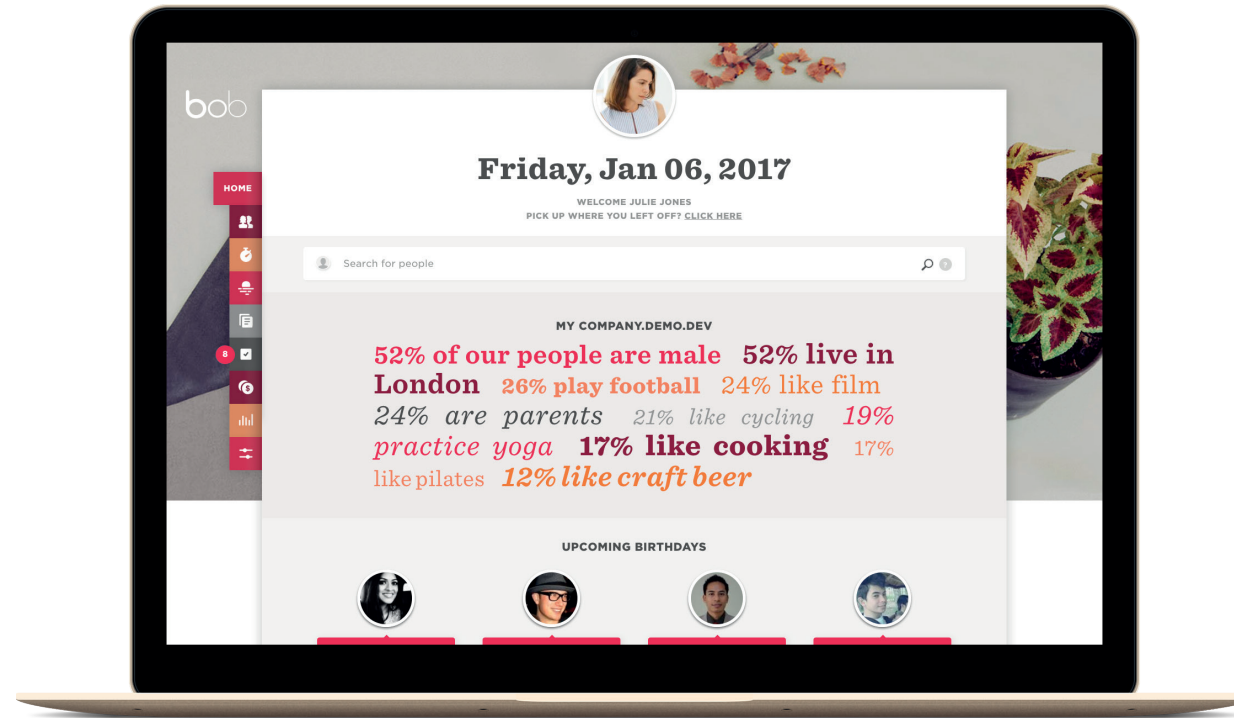 bob
Friday, Jan 06, 2017
WELCOME JULIE JONES
PICK UP WHERE YOU LEFT OFF? CLICK HERE
HOME
8
Search for people
?
MY COMPANY.DEMO.DEV
52% of our people are male 52% live in
London 26% play football 24% like film
24% are parents 21% like cycling 19%
practice yoga 17% like cooking 17%
like pilates 12% like craft beer
UPCOMING BIRTHDAYS